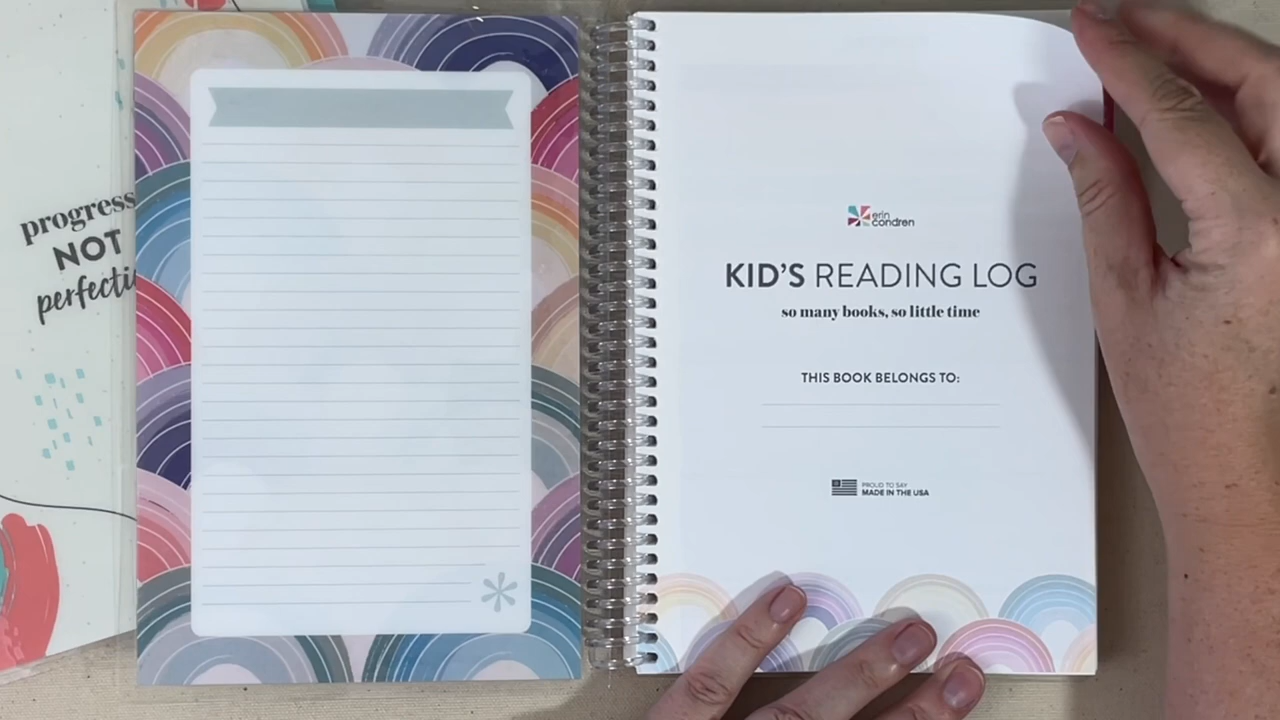 progress
NOT
erin
condren
KID'S READING LOG
so many books, so little time
THIS BOOK BELONGS TO:
PROUD TO SAY
MADE IN THE USA